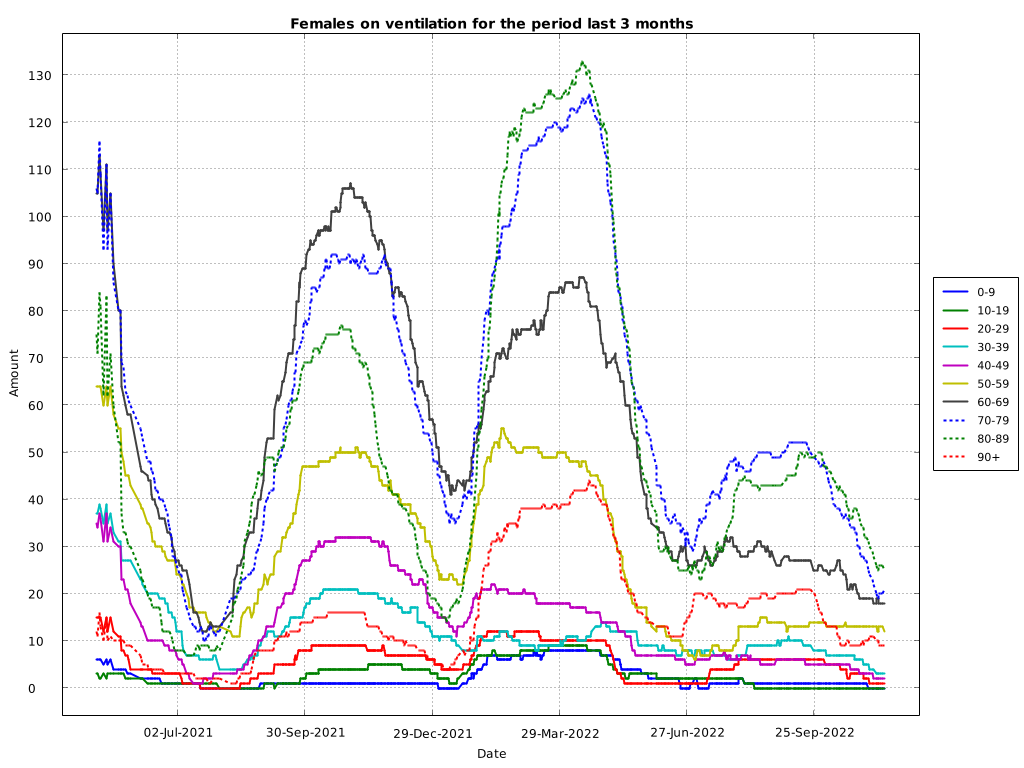 Females on ventilation for the period last 3 months
130
120
110
100
90
80
70
60
50
40
30
20
10
0
Amount
02-Jul-2021
30-Sep-2021
29-Dec-2021
29-Mar-2022
27-Jun-2022
25-Sep-2022
Date
0-9
10-19
20-29
30-39
40-49
50-59
60-69
70-79
80-89
90+